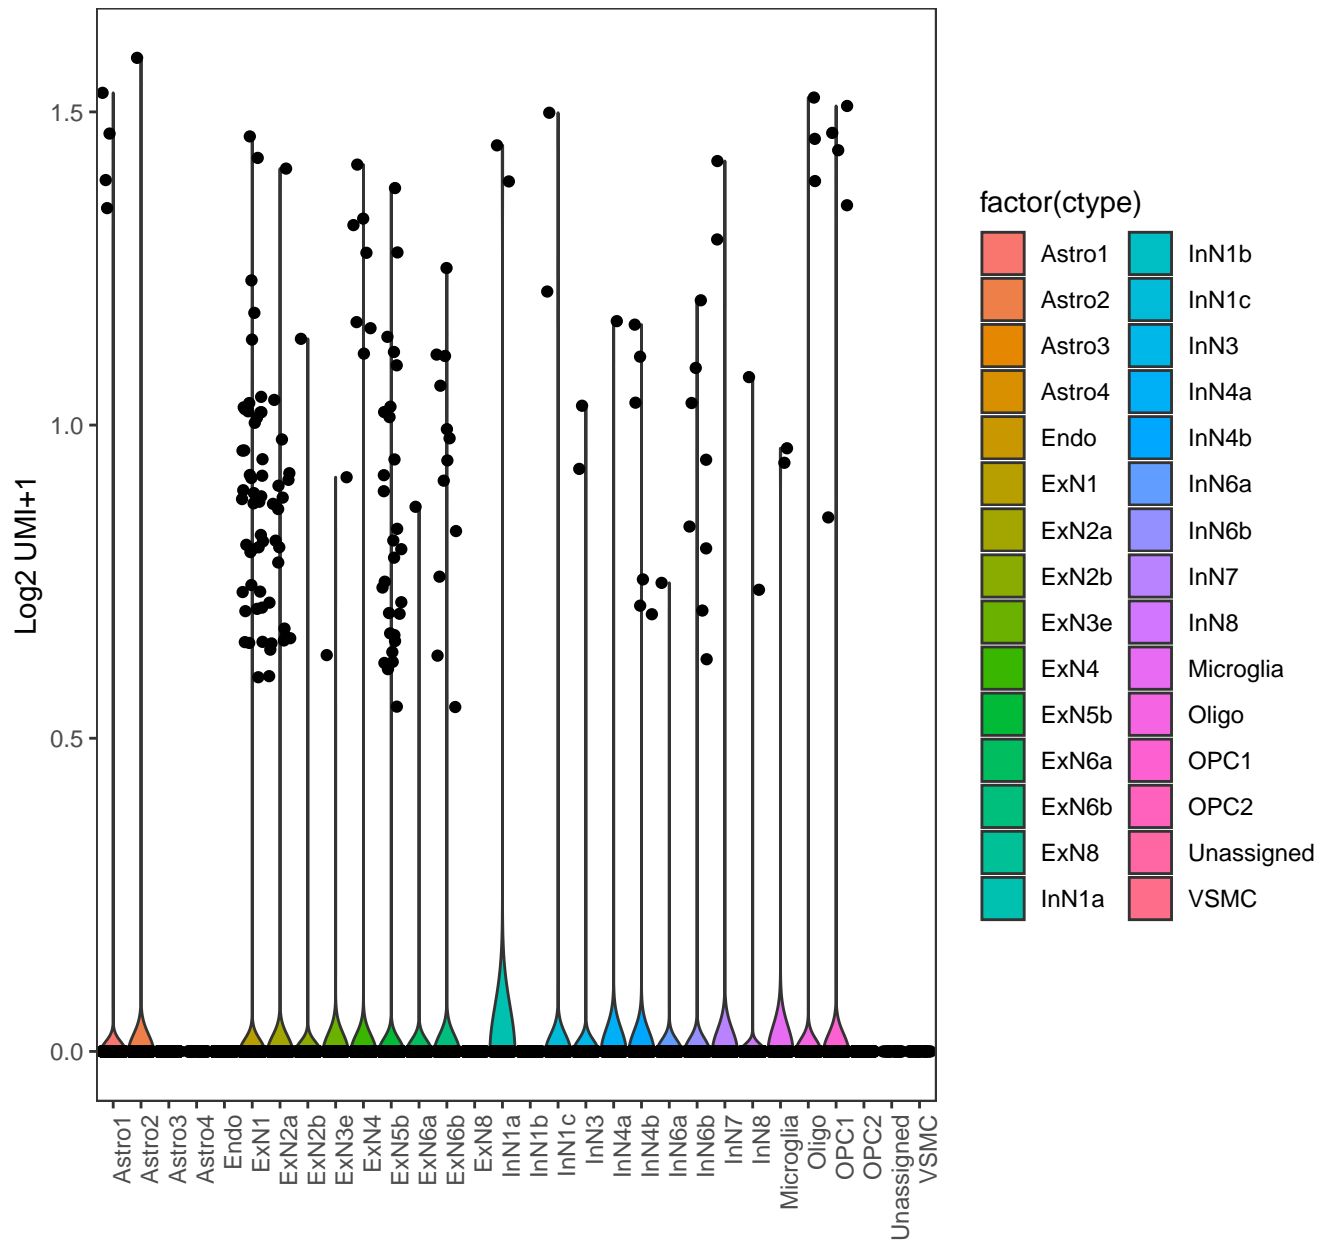 Log2 UMI+1
1.5
1.0
0.5
0.0
Astro1
Astro2
Astro3
Astro4
Endo
ExN1
ExN2a
ExN2b
ExN3e
ExN4
ExN5b
ExN6a
ExN6b
ExN8
InN1a
InN1b
InN1c
InN3
InN4a
InN4b
InN6a
InN6b
InN7
InN8
Microglia
Oligo
OPC1
OPC2
Unassigned
VSMC
factor(ctype)
Astro1
Astro2
Astro3
Astro4
Endo
ExN1
ExN2a
ExN2b
ExN3e
ExN4
ExN5b
ExN6a
ExN6b
ExN8
InN1a
InN1b
InN1c
InN3
InN4a
InN4b
InN6a
InN6b
InN7
InN8
Microglia
Oligo
OPC1
OPC2
Unassigned
VSMC